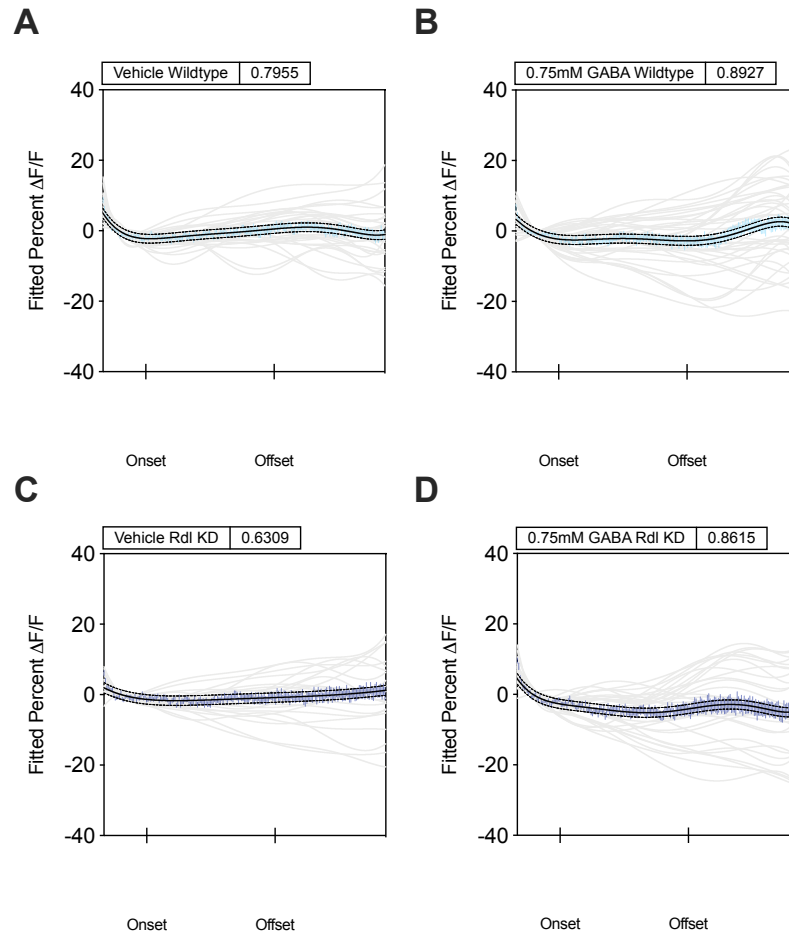 A
Vehicle Wildtype 0.7955
40
20
0
-20
-40
Fitted Percent ΔF/F
Onset Offset
B
0.75mM GABA Wildtype 0.8927
40
20
0
-20
-40
Fitted Percent ΔF/F
Onset Offset
C
Vehicle Rdl KD 0.6309
40
20
0
-20
-40
Fitted Percent ΔF/F
Onset Offset
D
0.75mM GABA Rdl KD 0.8615
40
20
0
-20
-40
Fitted Percent ΔF/F
Onset Offset